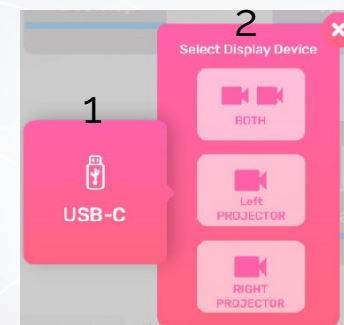 2
Select Display Device
BOTH
1
USB-C
Left
PROJECTOR
RIGHT
PROJECTOR